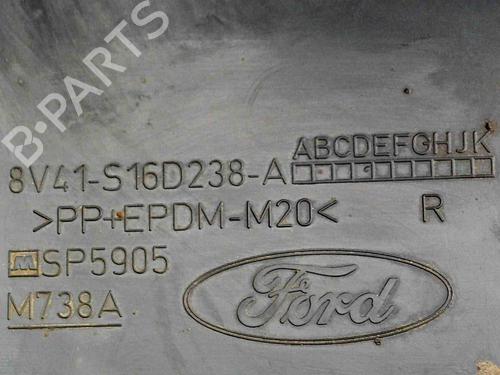 B-PARTS
ABCDEFGHJK
8V41-S16D238-A
>PP+EPDM-M20< R
M SP5905
M738A
Ford